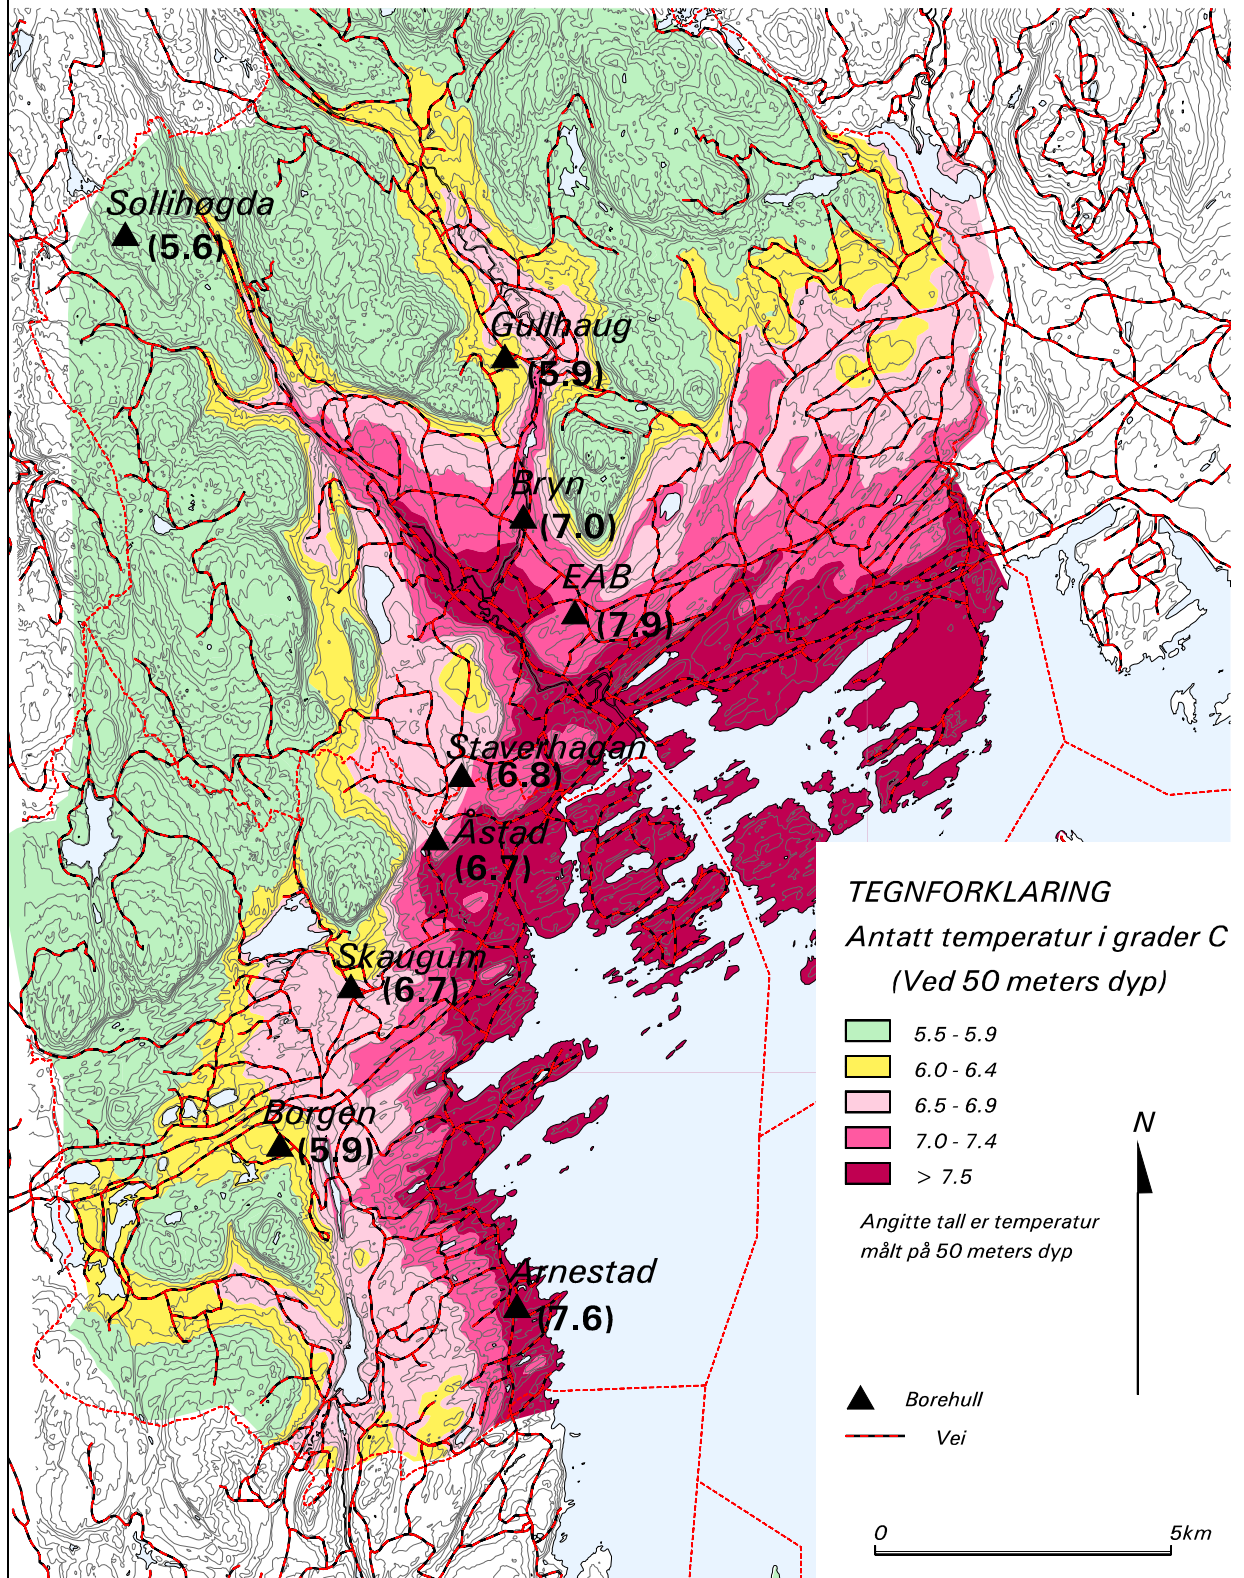 Sollihøgda
(5.6)
Gullhaug
(5.9)
Bryn
(7.0)
EAB
(7.9)
Staverhagan
(6.8)
Åstad
(6.7)
Skaugum
(6.7)
Borgen
(5.9)
Arnestad
(7.6)
TEGNFORKLARING
Antatt temperatur i grader C
(Ved 50 meters dyp)
5.5 - 5.9
6.0 - 6.4
6.5 - 6.9
7.0 - 7.4
> 7.5
Angitte tall er temperatur
målt på 50 meters dyp
N
Borehull
Vei
0 5km